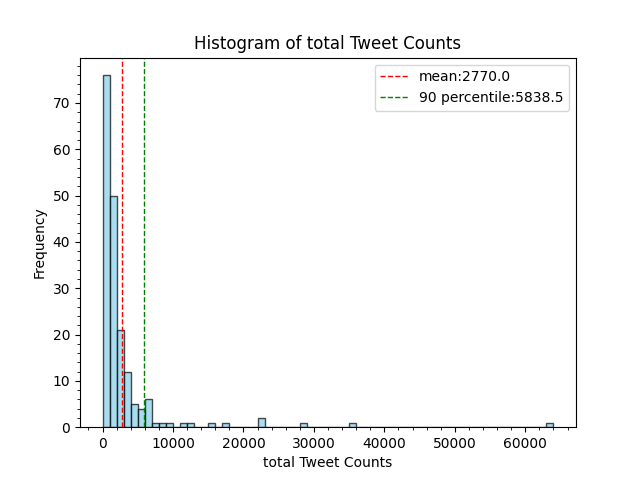 Histogram of total Tweet Counts
mean:2770.0
90 percentile:5838.5
Frequency
70
60
50
40
30
20
10
0
0 10000 20000 30000 40000 50000 60000
total Tweet Counts